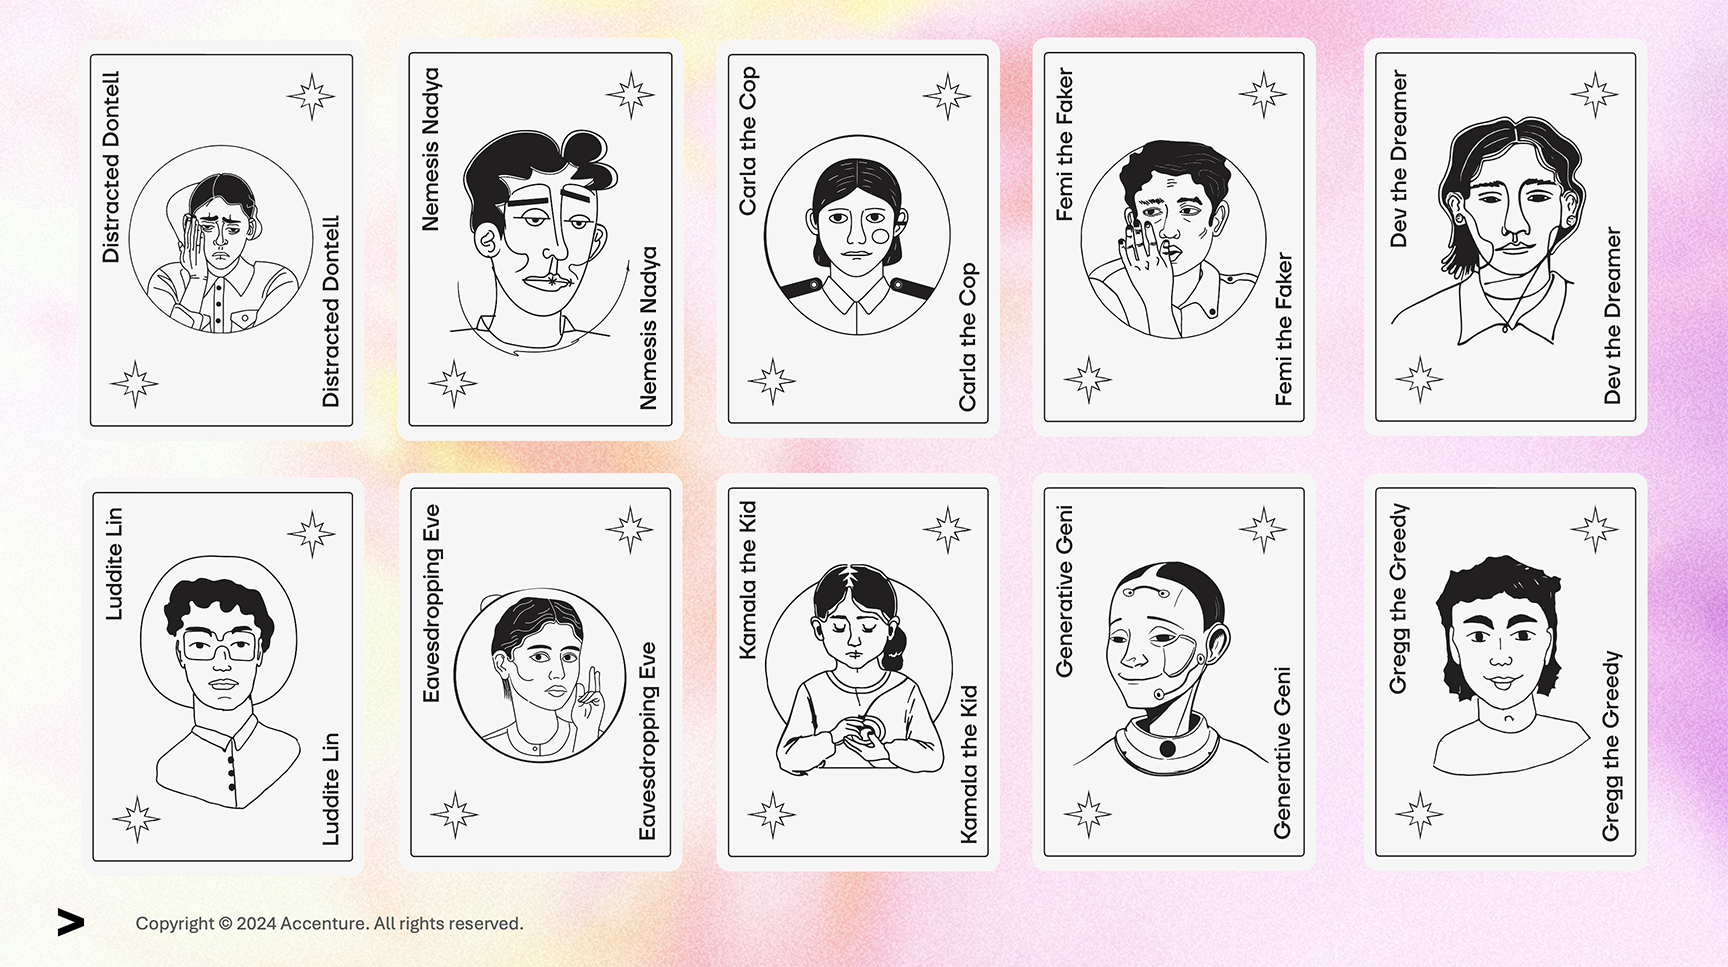 Distracted Dontell
Distracted Dontell
Nemesis Nadya
Nemesis Nadya
Carla the Cop
Carla the Cop
Femi the Faker
Femi the Faker
Dev the Dreamer
Dev the Dreamer
Luddite Lin
Luddite Lin
Eavesdropping Eve
Eavesdropping Eve
Kamala the Kid
Kamala the Kid
Generative Geni
Generative Geni
Gregg the Greedy
Gregg the Greedy
Copyright © 2024 Accenture. All rights reserved.